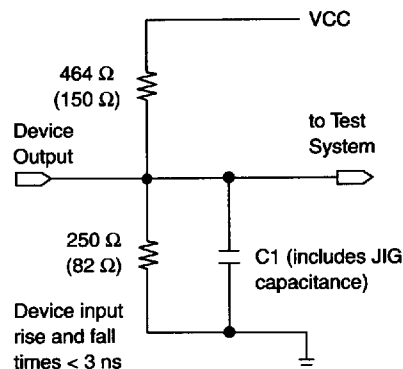 VCC
464 Ω
(150 Ω)
Device
Output
to Test
System
250 Ω
(82 Ω)
C1 (includes JIG
capacitance)
Device input
rise and fall
times < 3 ns